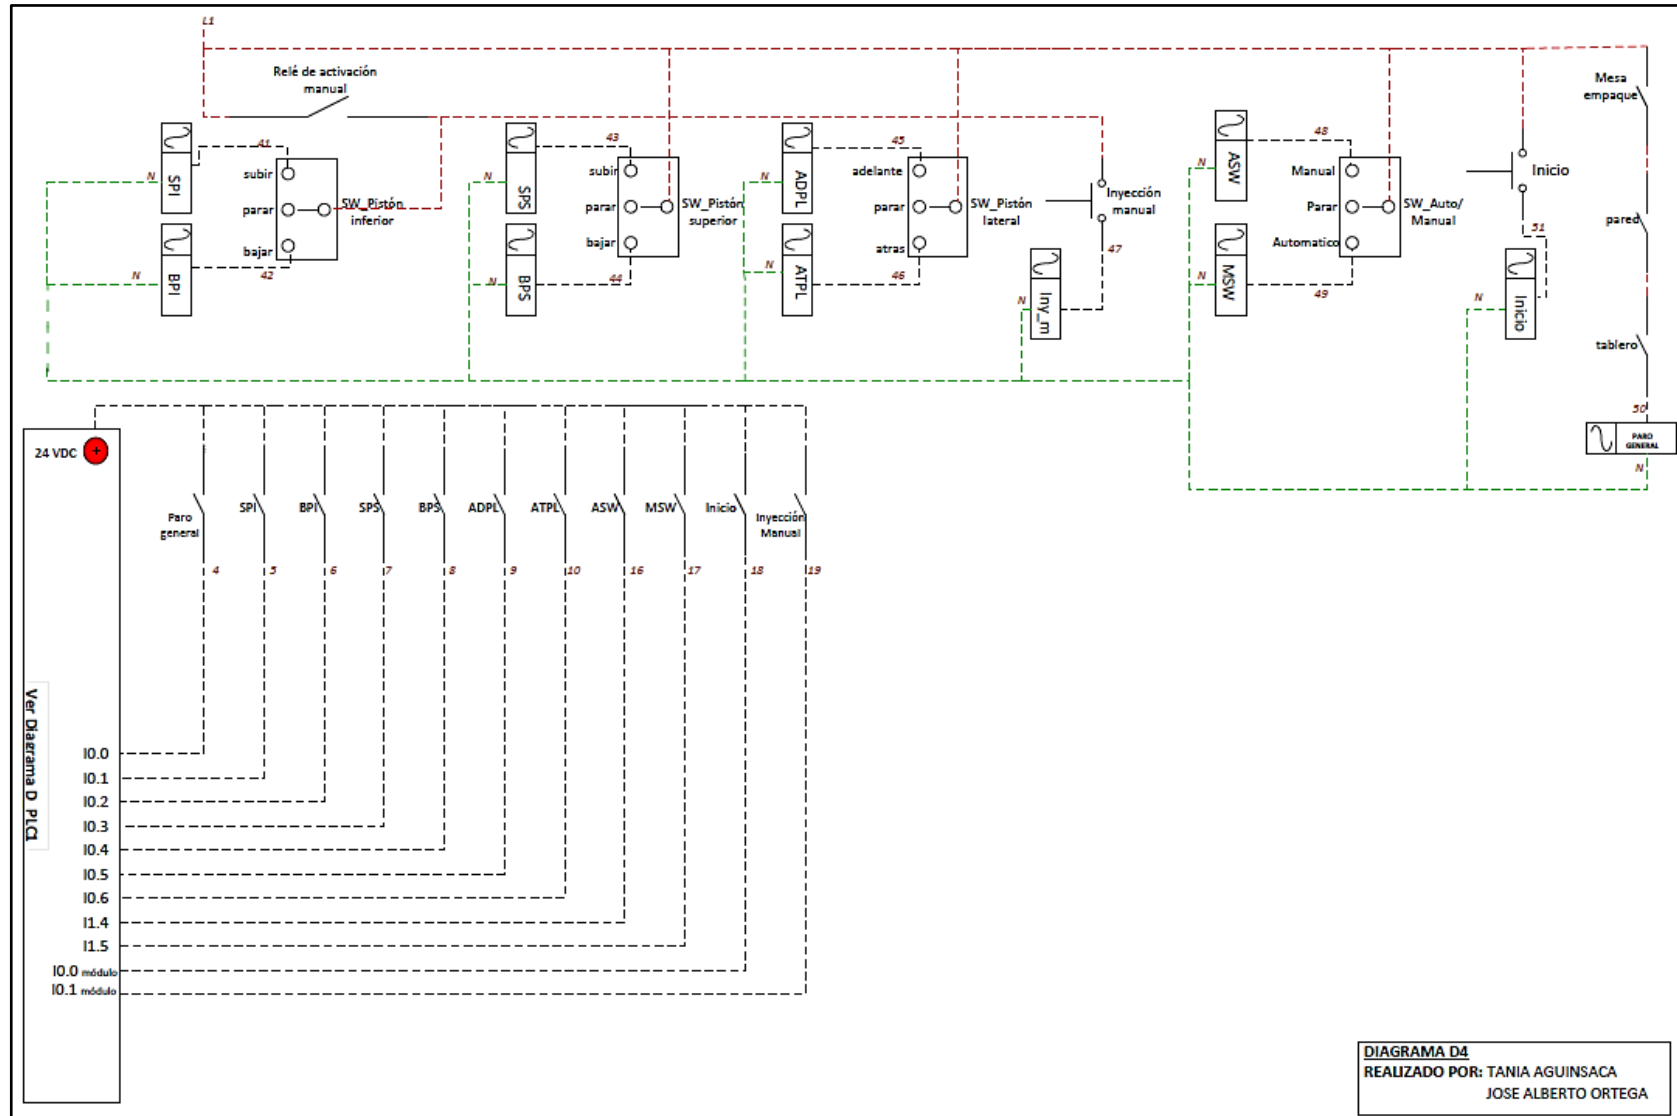 L1
Relé de activación
manual
Mesa
empaque
41
SPI
N
subir
parar
bajar
SW_Pistón
inferior
BPI
N
42
43
SPS
N
subir
parar
bajar
SW_Pistón
superior
BPS
N
44
45
ADPL
N
adelante
parar
atras
SW_Pistón
lateral
ATPL
N
46
Inyección
manual
47
Iny_m
N
48
ASW
N
Manual
Parar
Automatico
SW_Auto/
Manual
MSW
N
49
Inicio
51
Inicio
N
pared
tablero
50
PARO
GENERAL
N
24 VDC
+
Paro
general
SPI
BPI
SPS
BPS
ADPL
ATPL
ASW
MSW
Inicio
Inyección
Manual
4
5
6
7
8
9
10
16
17
18
19
Ver Diagrama D PLC1
I0.0
I0.1
I0.2
I0.3
I0.4
I0.5
I0.6
I1.4
I1.5
I0.0 módulo
I0.1 módulo
DIAGRAMA D4
REALIZADO POR: TANIA AGUINSACA
JOSE ALBERTO ORTEGA